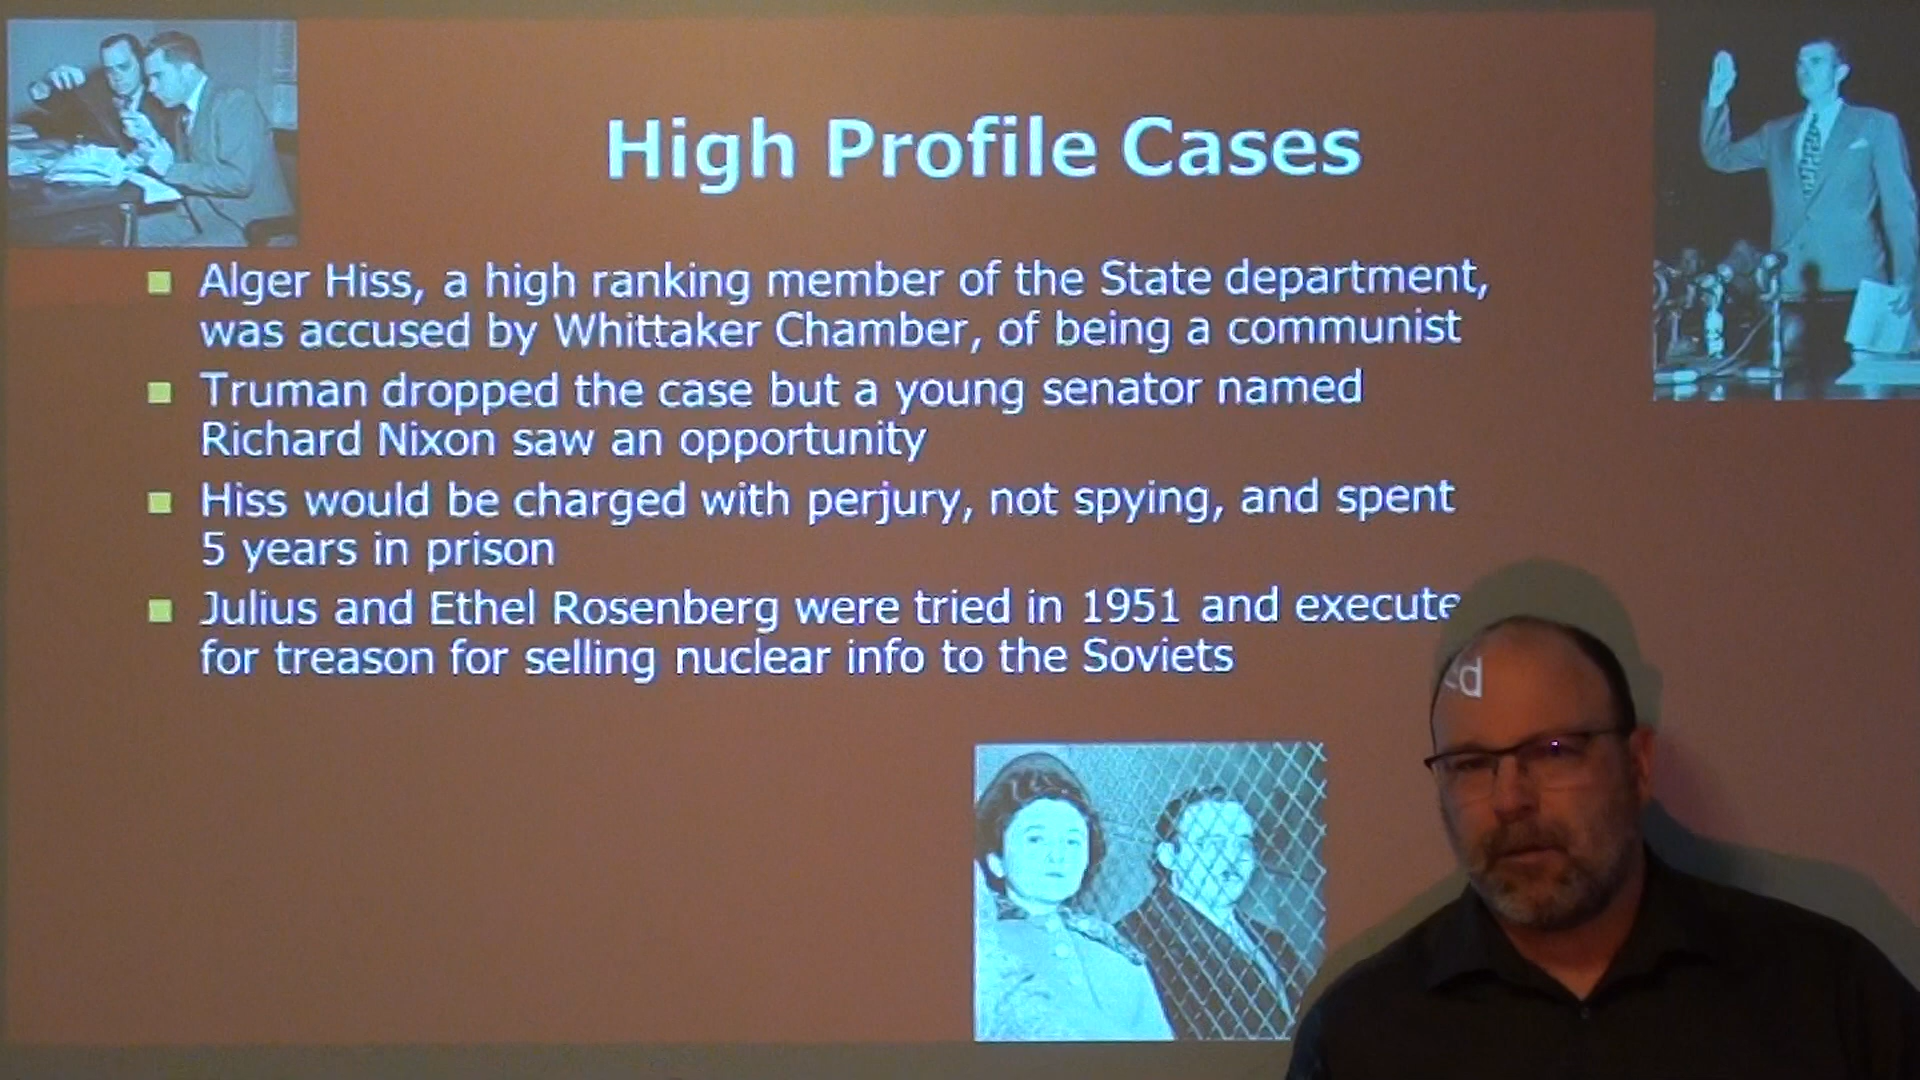 High Profile Cases
Alger Hiss, a high ranking member of the State department,
was accused by Whittaker Chamber, of being a communist
Truman dropped the case but a young senator named
Richard Nixon saw an opportunity
Hiss would be charged with perjury, not spying, and spent
5 years in prison
Julius and Ethel Rosenberg were tried in 1951 and executed
for treason for selling nuclear info to the Soviets